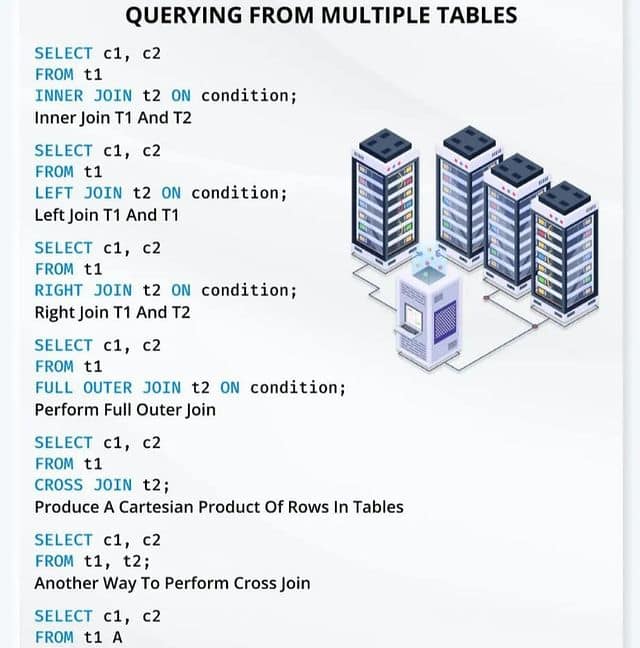 QUERYING FROM MULTIPLE TABLES
SELECT c1, c2
FROM t1
INNER JOIN t2 ON condition;
Inner Join T1 And T2
SELECT c1, c2
FROM t1
LEFT JOIN t2 ON condition;
Left Join T1 And T1
SELECT c1, c2
FROM t1
RIGHT JOIN t2 ON condition;
Right Join T1 And T2
SELECT c1, c2
FROM t1
FULL OUTER JOIN t2 ON condition;
Perform Full Outer Join
SELECT c1, c2
FROM t1
CROSS JOIN t2;
Produce A Cartesian Product Of Rows In Tables
SELECT c1, c2
FROM t1, t2;
Another Way To Perform Cross Join
SELECT c1, c2
FROM t1 A